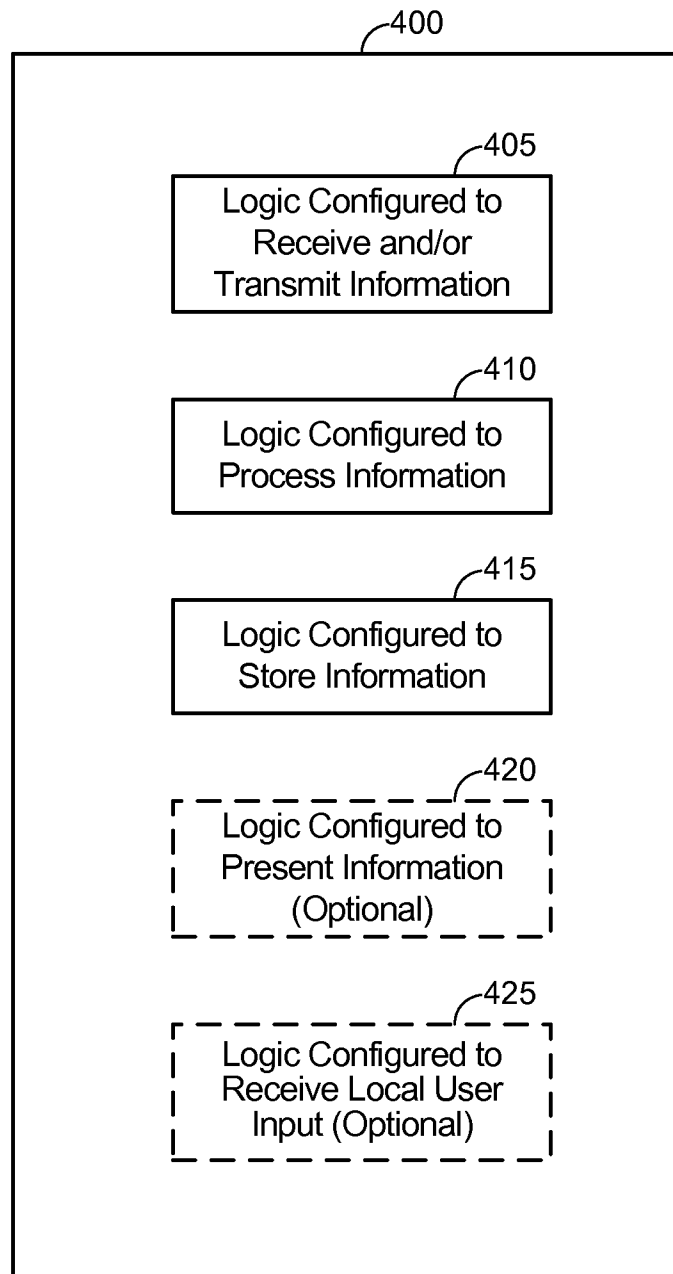 400
405
Logic Configured to
Receive and/or
Transmit Information
410
Logic Configured to
Process Information
415
Logic Configured to
Store Information
420
Logic Configured to
Present Information
(Optional)
425
Logic Configured to
Receive Local User
Input (Optional)